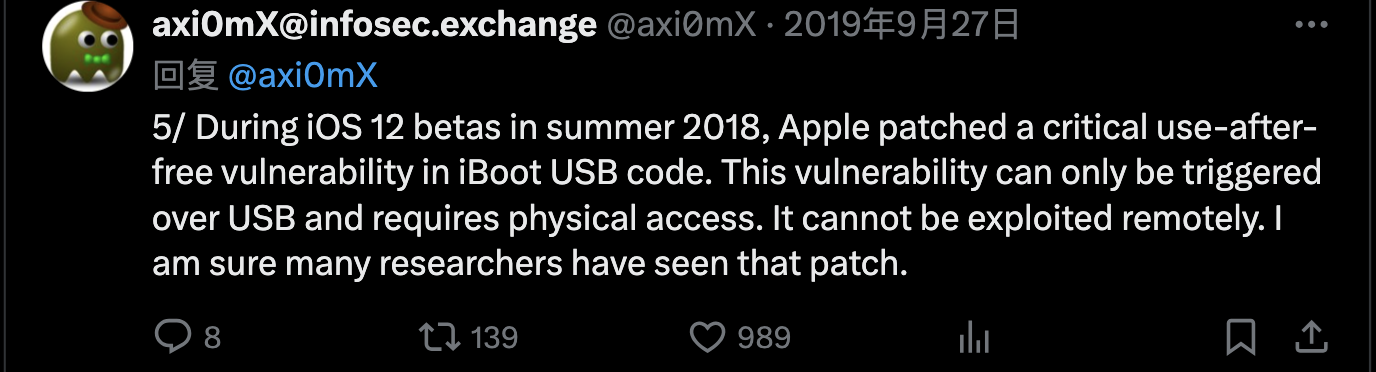 axi0mX@infosec.exchange @axi0mX · 2019年9月27日
回复 @axi0mX
5/ During iOS 12 betas in summer 2018, Apple patched a critical use-after-
free vulnerability in iBoot USB code. This vulnerability can only be triggered
over USB and requires physical access. It cannot be exploited remotely. I
am sure many researchers have seen that patch.
8 139 989